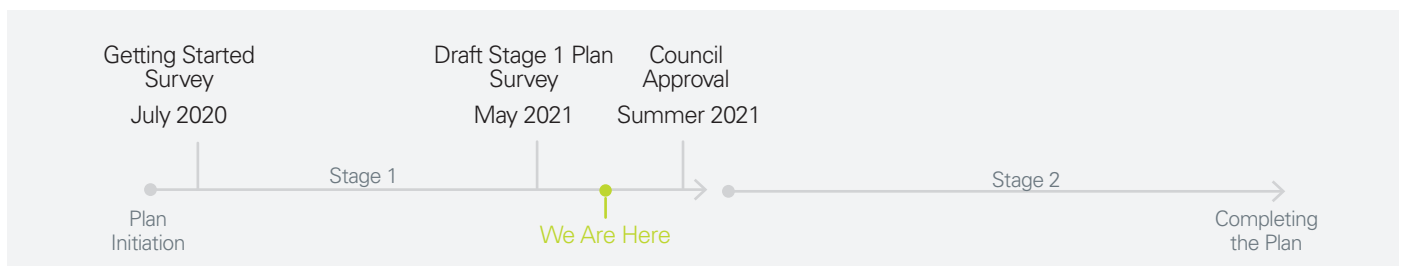 Getting Started
Survey
July 2020
Draft Stage 1 Plan
Survey
May 2021
Council
Approval
Summer 2021
Stage 1
Stage 2
Plan
Initiation
We Are Here
Completing
the Plan